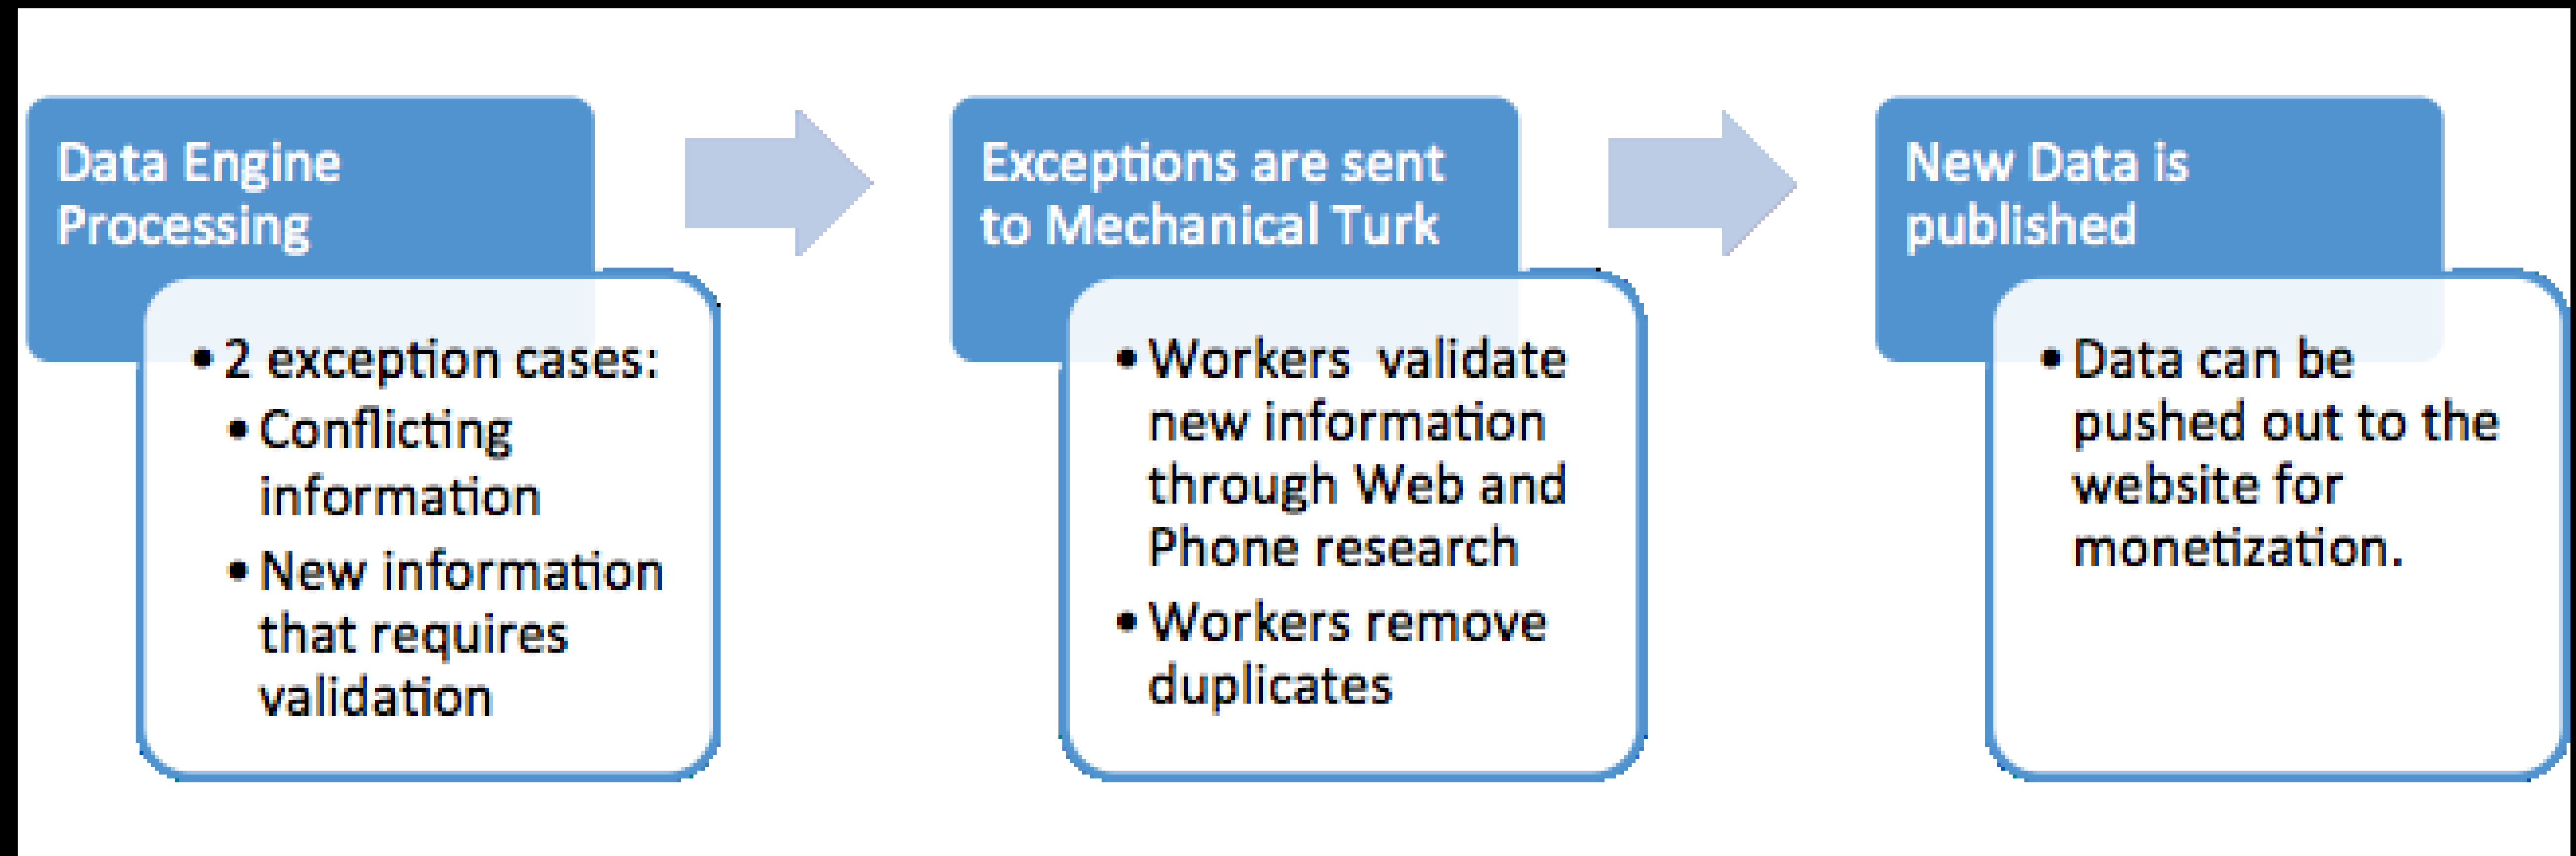 Data Engine
Processing
• 2 exception cases:
• Conflicting
information
• New information
that requires
validation
Exceptions are sent
to Mechanical Turk
• Workers  validate
new information
through Web and
Phone research
• Workers remove
duplicates
New Data is
published
• Data can be
pushed out to the
website for
monetization.